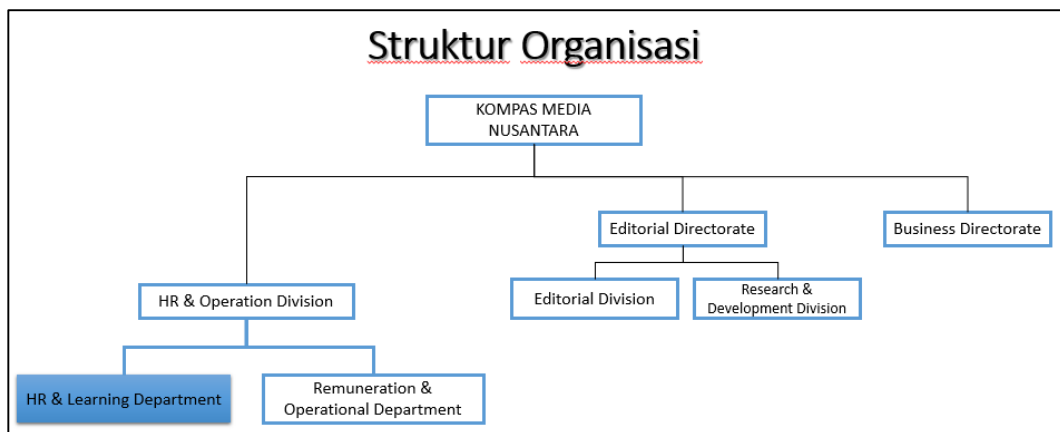 Struktur Organisasi
KOMPAS MEDIA
NUSANTARA
Editorial Directorate
Business Directorate
HR & Operation Division
Editorial Division
Research &
Development Division
HR & Learning Department
Remuneration &
Operational Department